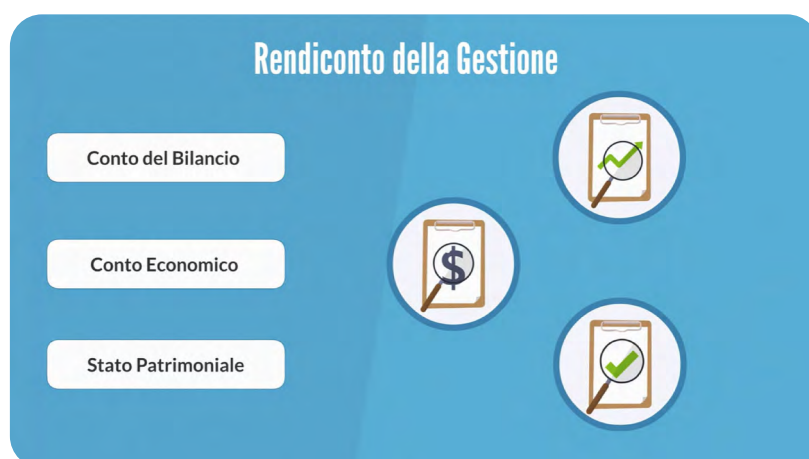 Rendiconto della Gestione
Conto del Bilancio
Conto Economico
$
Stato Patrimoniale